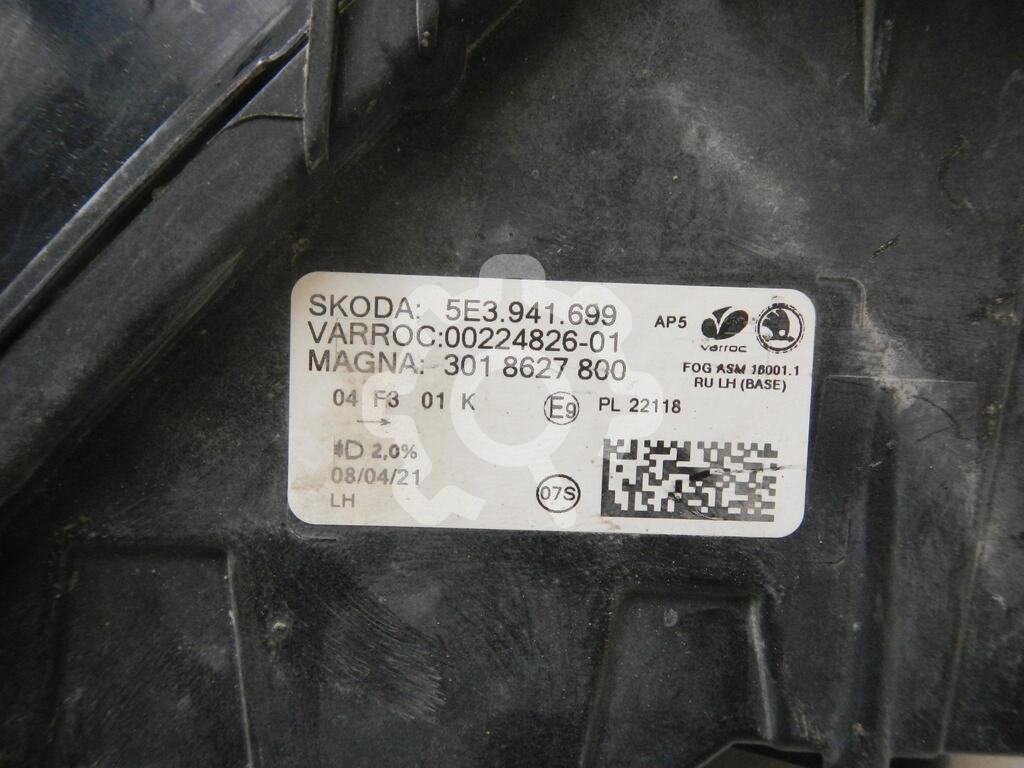 SKODA: 5E3.941.699
VARROC:00224826-01
MAGNA: 301 8627 800
AP5
varroc
FOG ASM 16001.1
RU LH (BASE)
04 F3 01 K
E9
PL 22118
D 2,0%
08/04/21
LH
07S